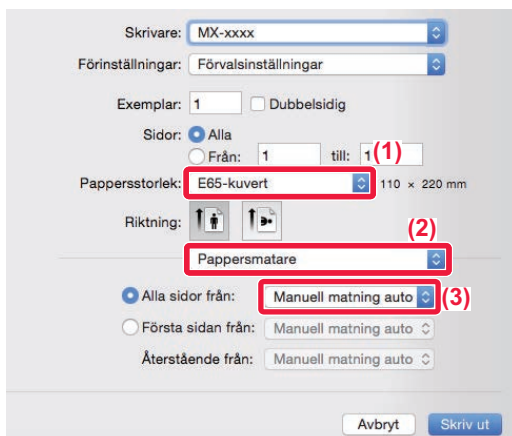 Skrivare: MX-xxxx
Förinställningar: Förvalsinställningar
Exemplar: 1 Dubbelsidig
Sidor: Alla
Från: 1 till: 1 (1)
Pappersstorlek: E65-kuvert 110 × 220 mm
Riktning:
(2)
Pappersmatare
Alla sidor från: Manuell matning auto (3)
Första sidan från: Manuell matning auto
Återstående från: Manuell matning auto
Avbryt Skriv ut